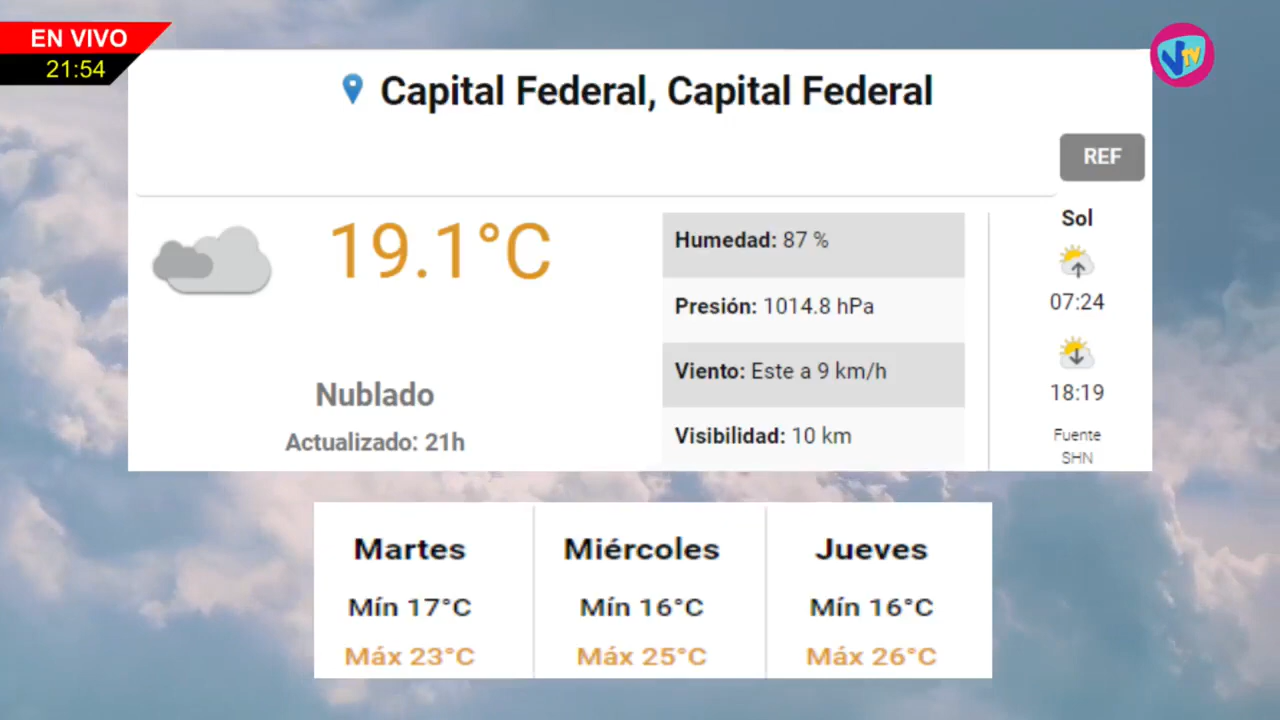 EN VIVO
21:54
VTV
Capital Federal, Capital Federal
REF
19.1°C
Nublado
Actualizado: 21h
Humedad: 87 %
Presión: 1014.8 hPa
Viento: Este a 9 km/h
Visibilidad: 10 km
Sol
07:24
18:19
Fuente
SHN
Martes
Mín 17°C
Máx 23°C
Miércoles
Mín 16°C
Máx 25°C
Jueves
Mín 16°C
Máx 26°C